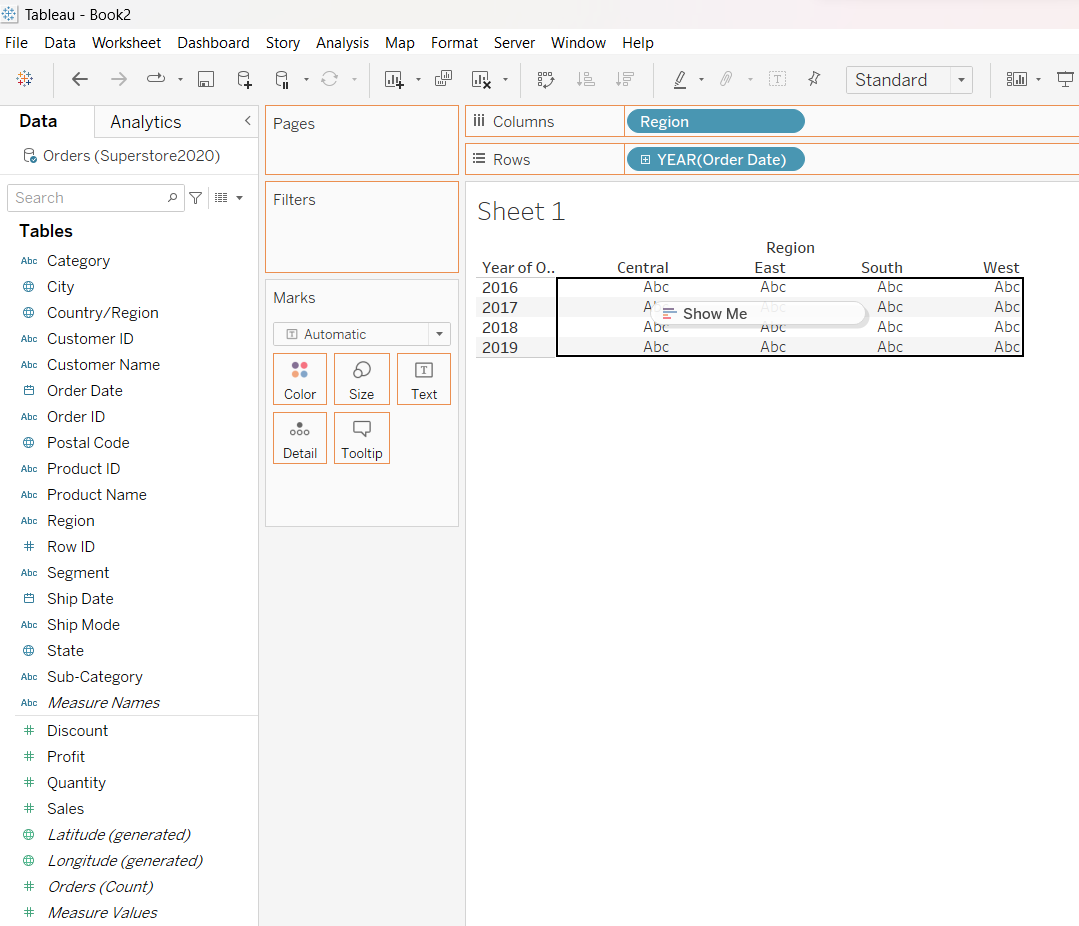 Tableau - Book2
File Data Worksheet Dashboard Story Analysis Map Format Server Window Help
Standard
Data Analytics
Orders (Superstore2020)
Search
Tables
Abc Category
City
Country/Region
Abc Customer ID
Abc Customer Name
Order Date
Abc Order ID
Postal Code
Abc Product ID
Abc Product Name
Abc Region
# Row ID
Abc Segment
Ship Date
Abc Ship Mode
State
Abc Sub-Category
Abc Measure Names
# Discount
# Profit
# Quantity
# Sales
Latitude (generated)
Longitude (generated)
# Orders (Count)
# Measure Values
Pages
Filters
Marks
T Automatic
Color Size T Text
Detail Tooltip
Columns Region
Rows YEAR(Order Date)
Sheet 1
Region
Year of O.. Central East South West
2016 Abc Abc Abc Abc
2017 Abc Abc
Show Me
2018 Abc Abc Abc Abc
2019 Abc Abc Abc Abc